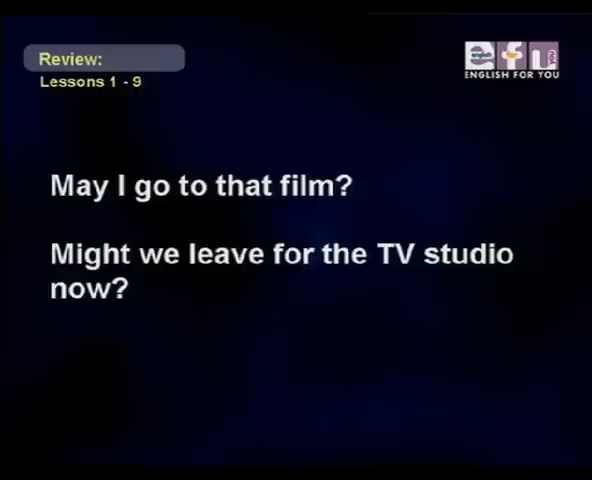 Review:
Lessons 1 - 9
efu
ENGLISH FOR YOU
May I go to that film?
Might we leave for the TV studio
now?